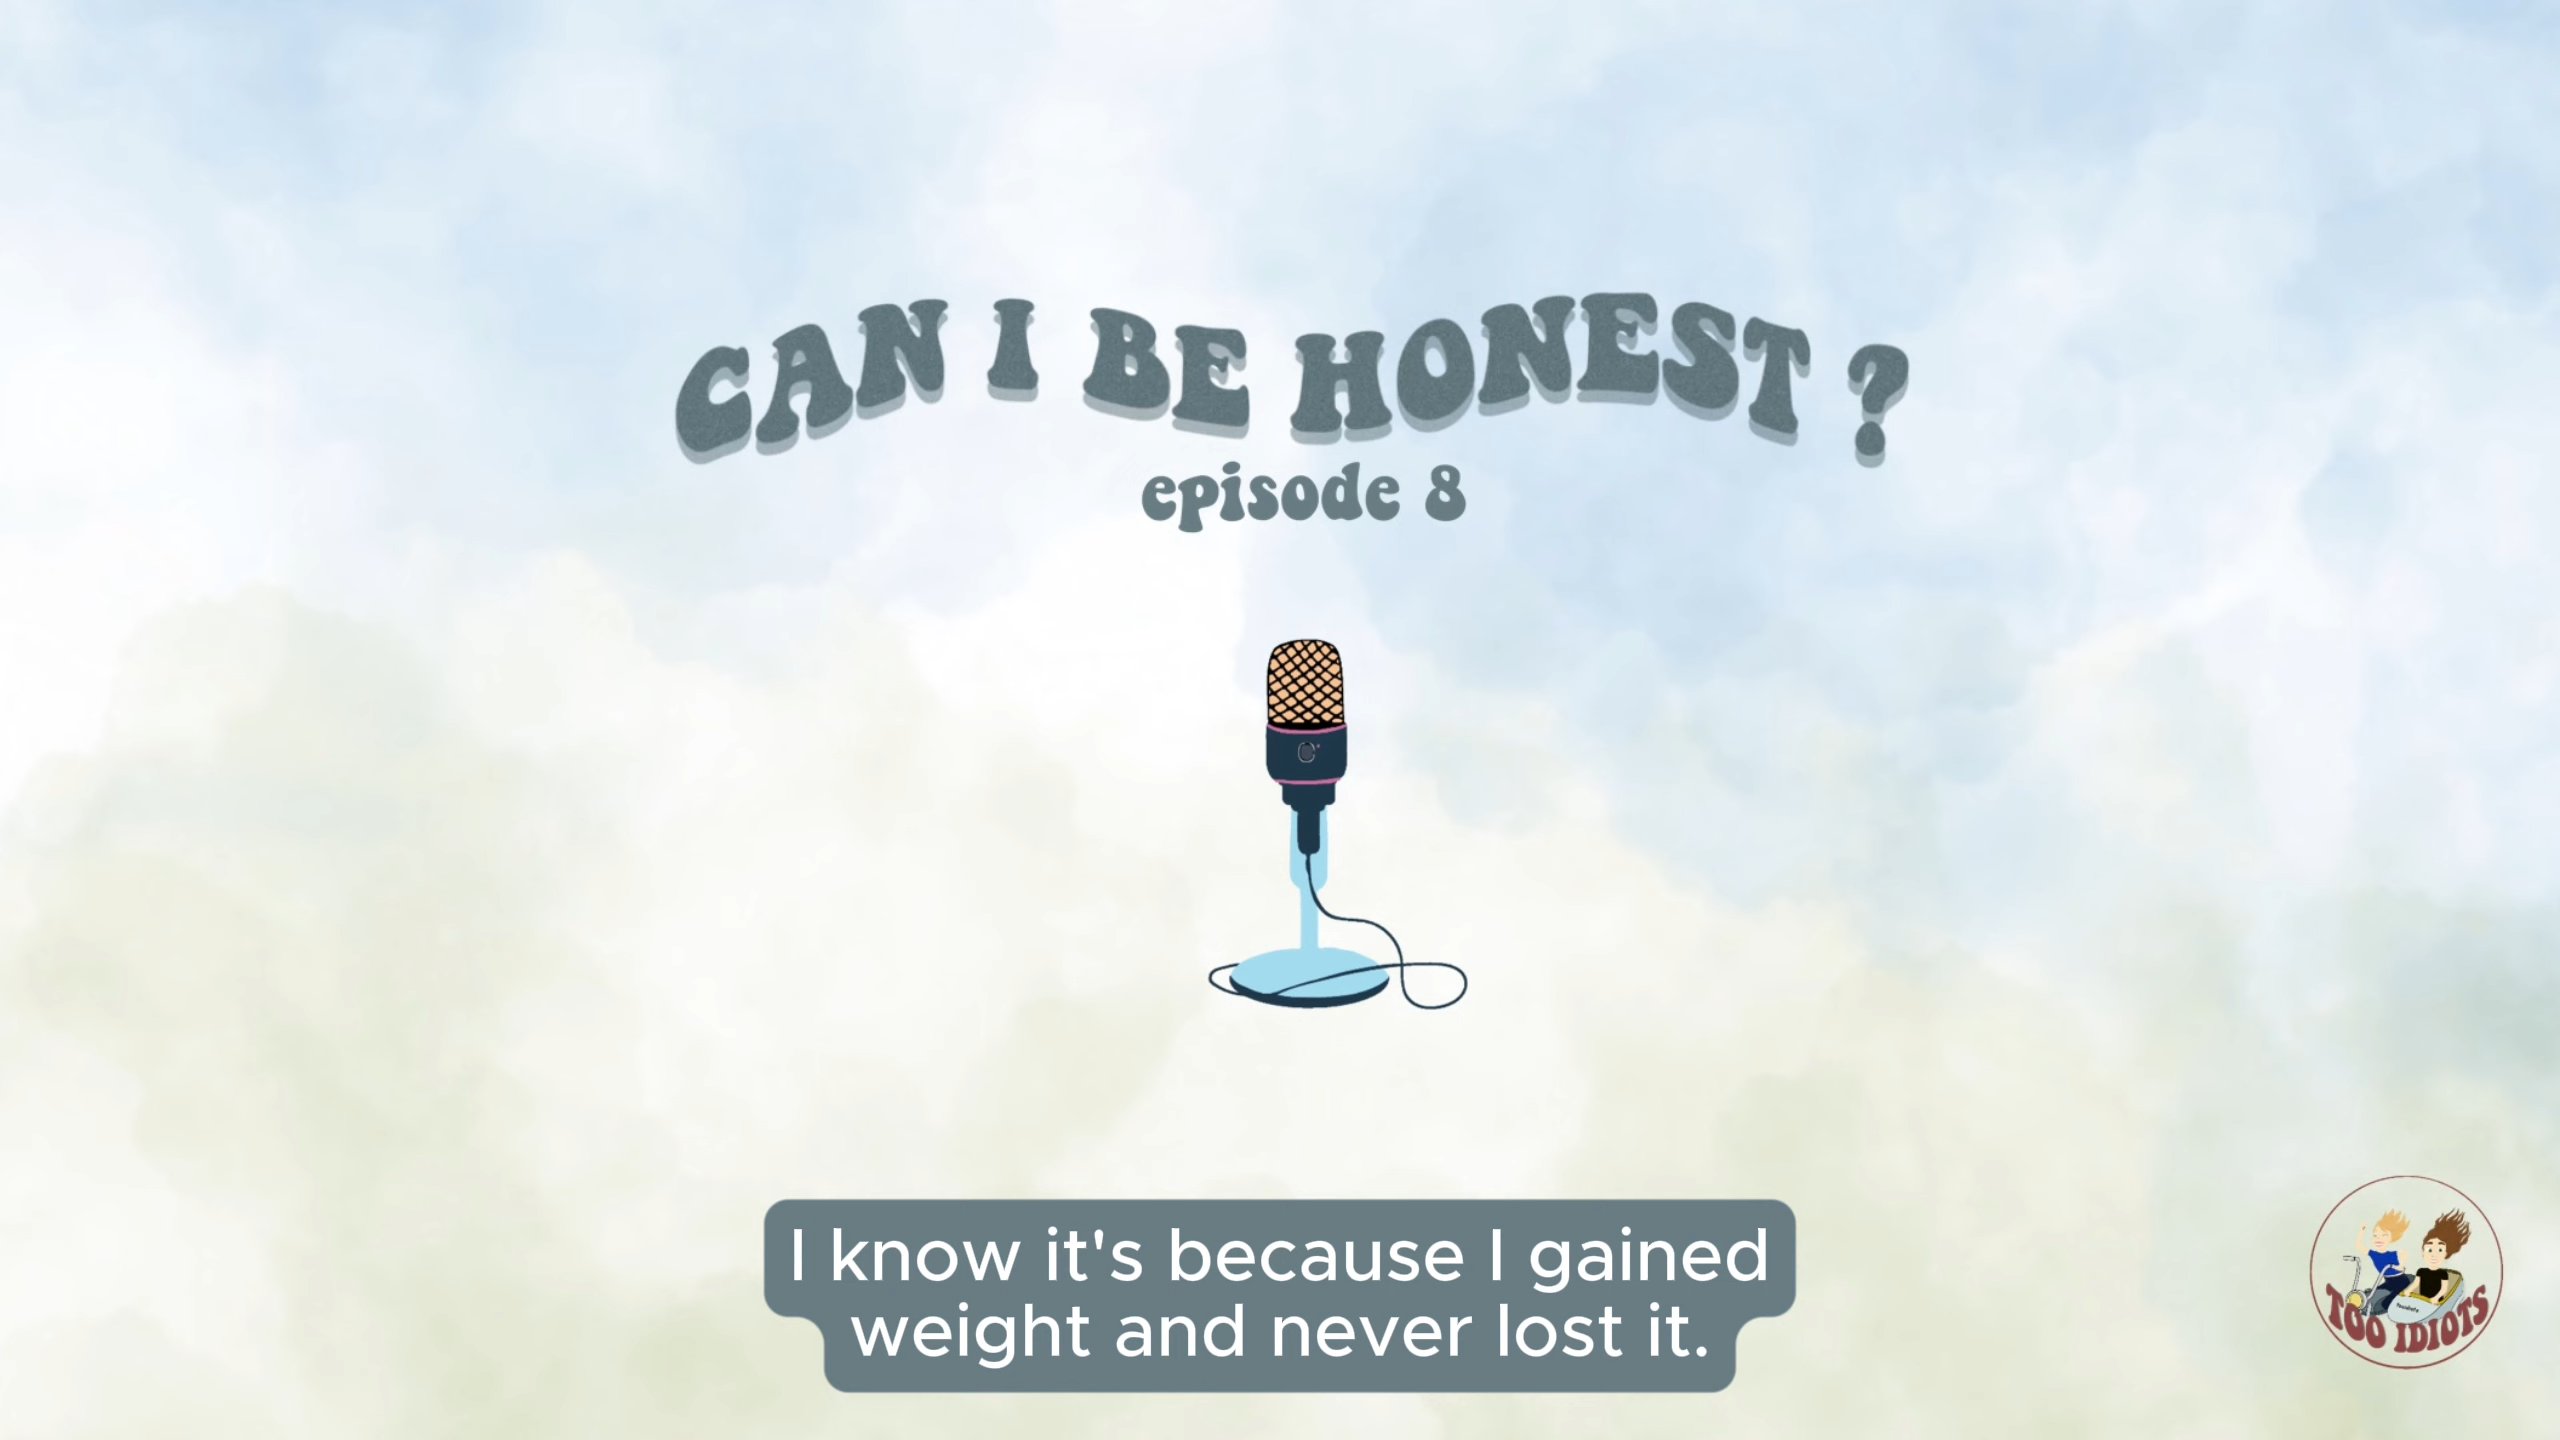 CAN I BE HONEST ?
episode 8
I know it's because I gained
weight and never lost it.
TOO IDIOTS